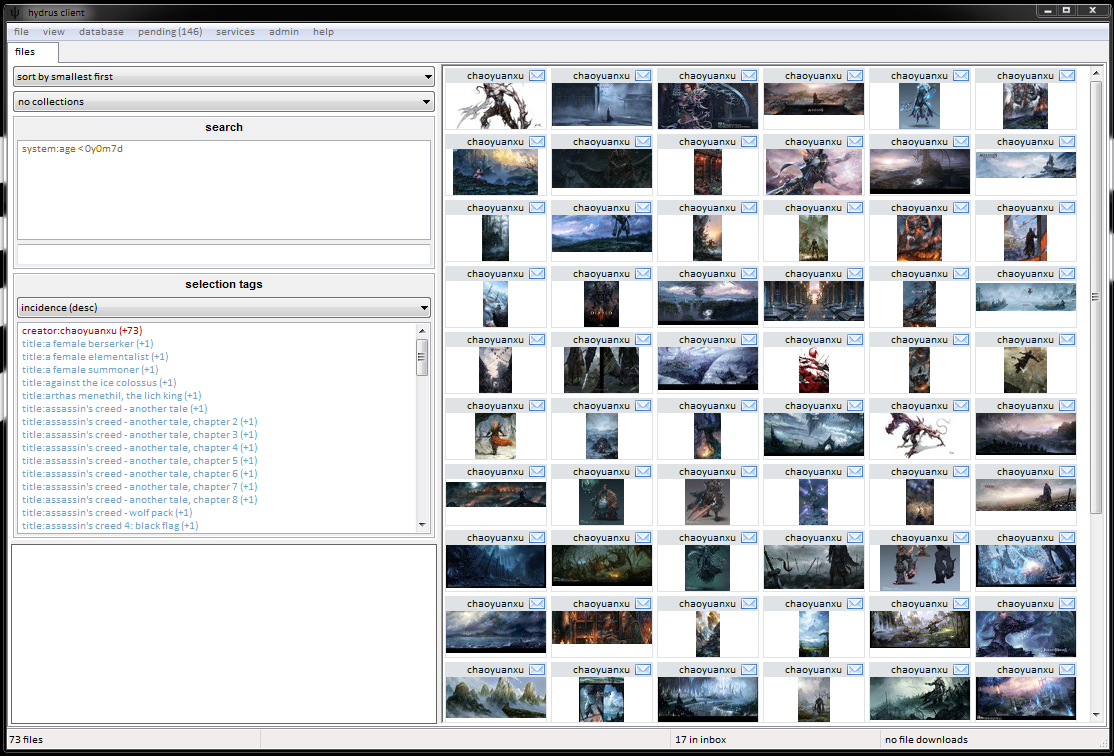 hydrus client
file view database pending (146) services admin help
files
sort by smallest first
no collections
search
system:age < 0y0m7d
selection tags
incidence (desc)
creator:chaoyuanxu (+73)
title:a female berserker (+1)
title:a female elementalist (+1)
title:a female summoner (+1)
title:against the ice colossus (+1)
title:arthas menethil, the lich king (+1)
title:assassin's creed - another tale (+1)
title:assassin's creed - another tale, chapter 2 (+1)
title:assassin's creed - another tale, chapter 3 (+1)
title:assassin's creed - another tale, chapter 4 (+1)
title:assassin's creed - another tale, chapter 5 (+1)
title:assassin's creed - another tale, chapter 6 (+1)
title:assassin's creed - another tale, chapter 7 (+1)
title:assassin's creed - another tale, chapter 8 (+1)
title:assassin's creed - wolf pack (+1)
title:assassin's creed 4: black flag (+1)
chaoyuanxu chaoyuanxu chaoyuanxu chaoyuanxu chaoyuanxu chaoyuanxu
chaoyuanxu chaoyuanxu chaoyuanxu chaoyuanxu chaoyuanxu chaoyuanxu
chaoyuanxu chaoyuanxu chaoyuanxu chaoyuanxu chaoyuanxu chaoyuanxu
chaoyuanxu chaoyuanxu chaoyuanxu chaoyuanxu chaoyuanxu chaoyuanxu
DIABLO
chaoyuanxu chaoyuanxu chaoyuanxu chaoyuanxu chaoyuanxu chaoyuanxu
chaoyuanxu chaoyuanxu chaoyuanxu chaoyuanxu chaoyuanxu chaoyuanxu
chaoyuanxu chaoyuanxu chaoyuanxu chaoyuanxu chaoyuanxu chaoyuanxu
chaoyuanxu chaoyuanxu chaoyuanxu chaoyuanxu chaoyuanxu chaoyuanxu
chaoyuanxu chaoyuanxu chaoyuanxu chaoyuanxu chaoyuanxu chaoyuanxu
chaoyuanxu chaoyuanxu chaoyuanxu chaoyuanxu chaoyuanxu chaoyuanxu
73 files
17 in inbox
no file downloads